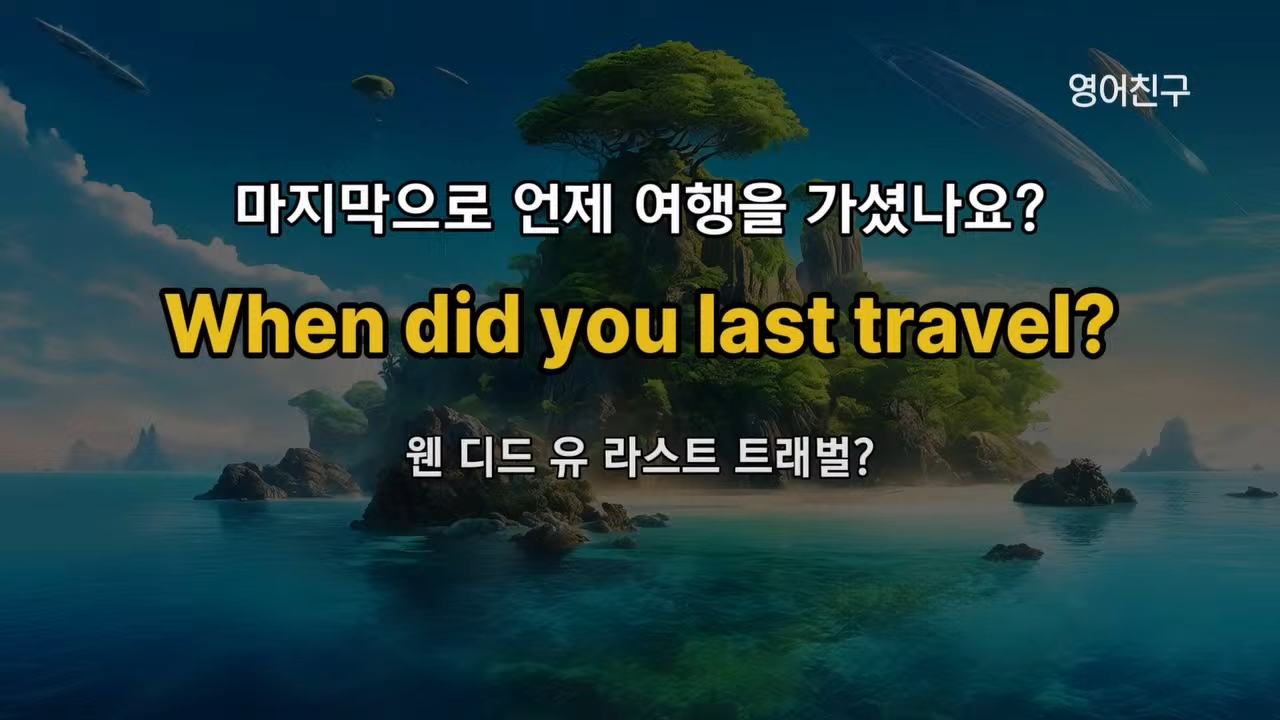 영어친구
마지막으로 언제 여행을 가셨나요?
When did you last travel?
웬 디드 유 라스트 트래벌?